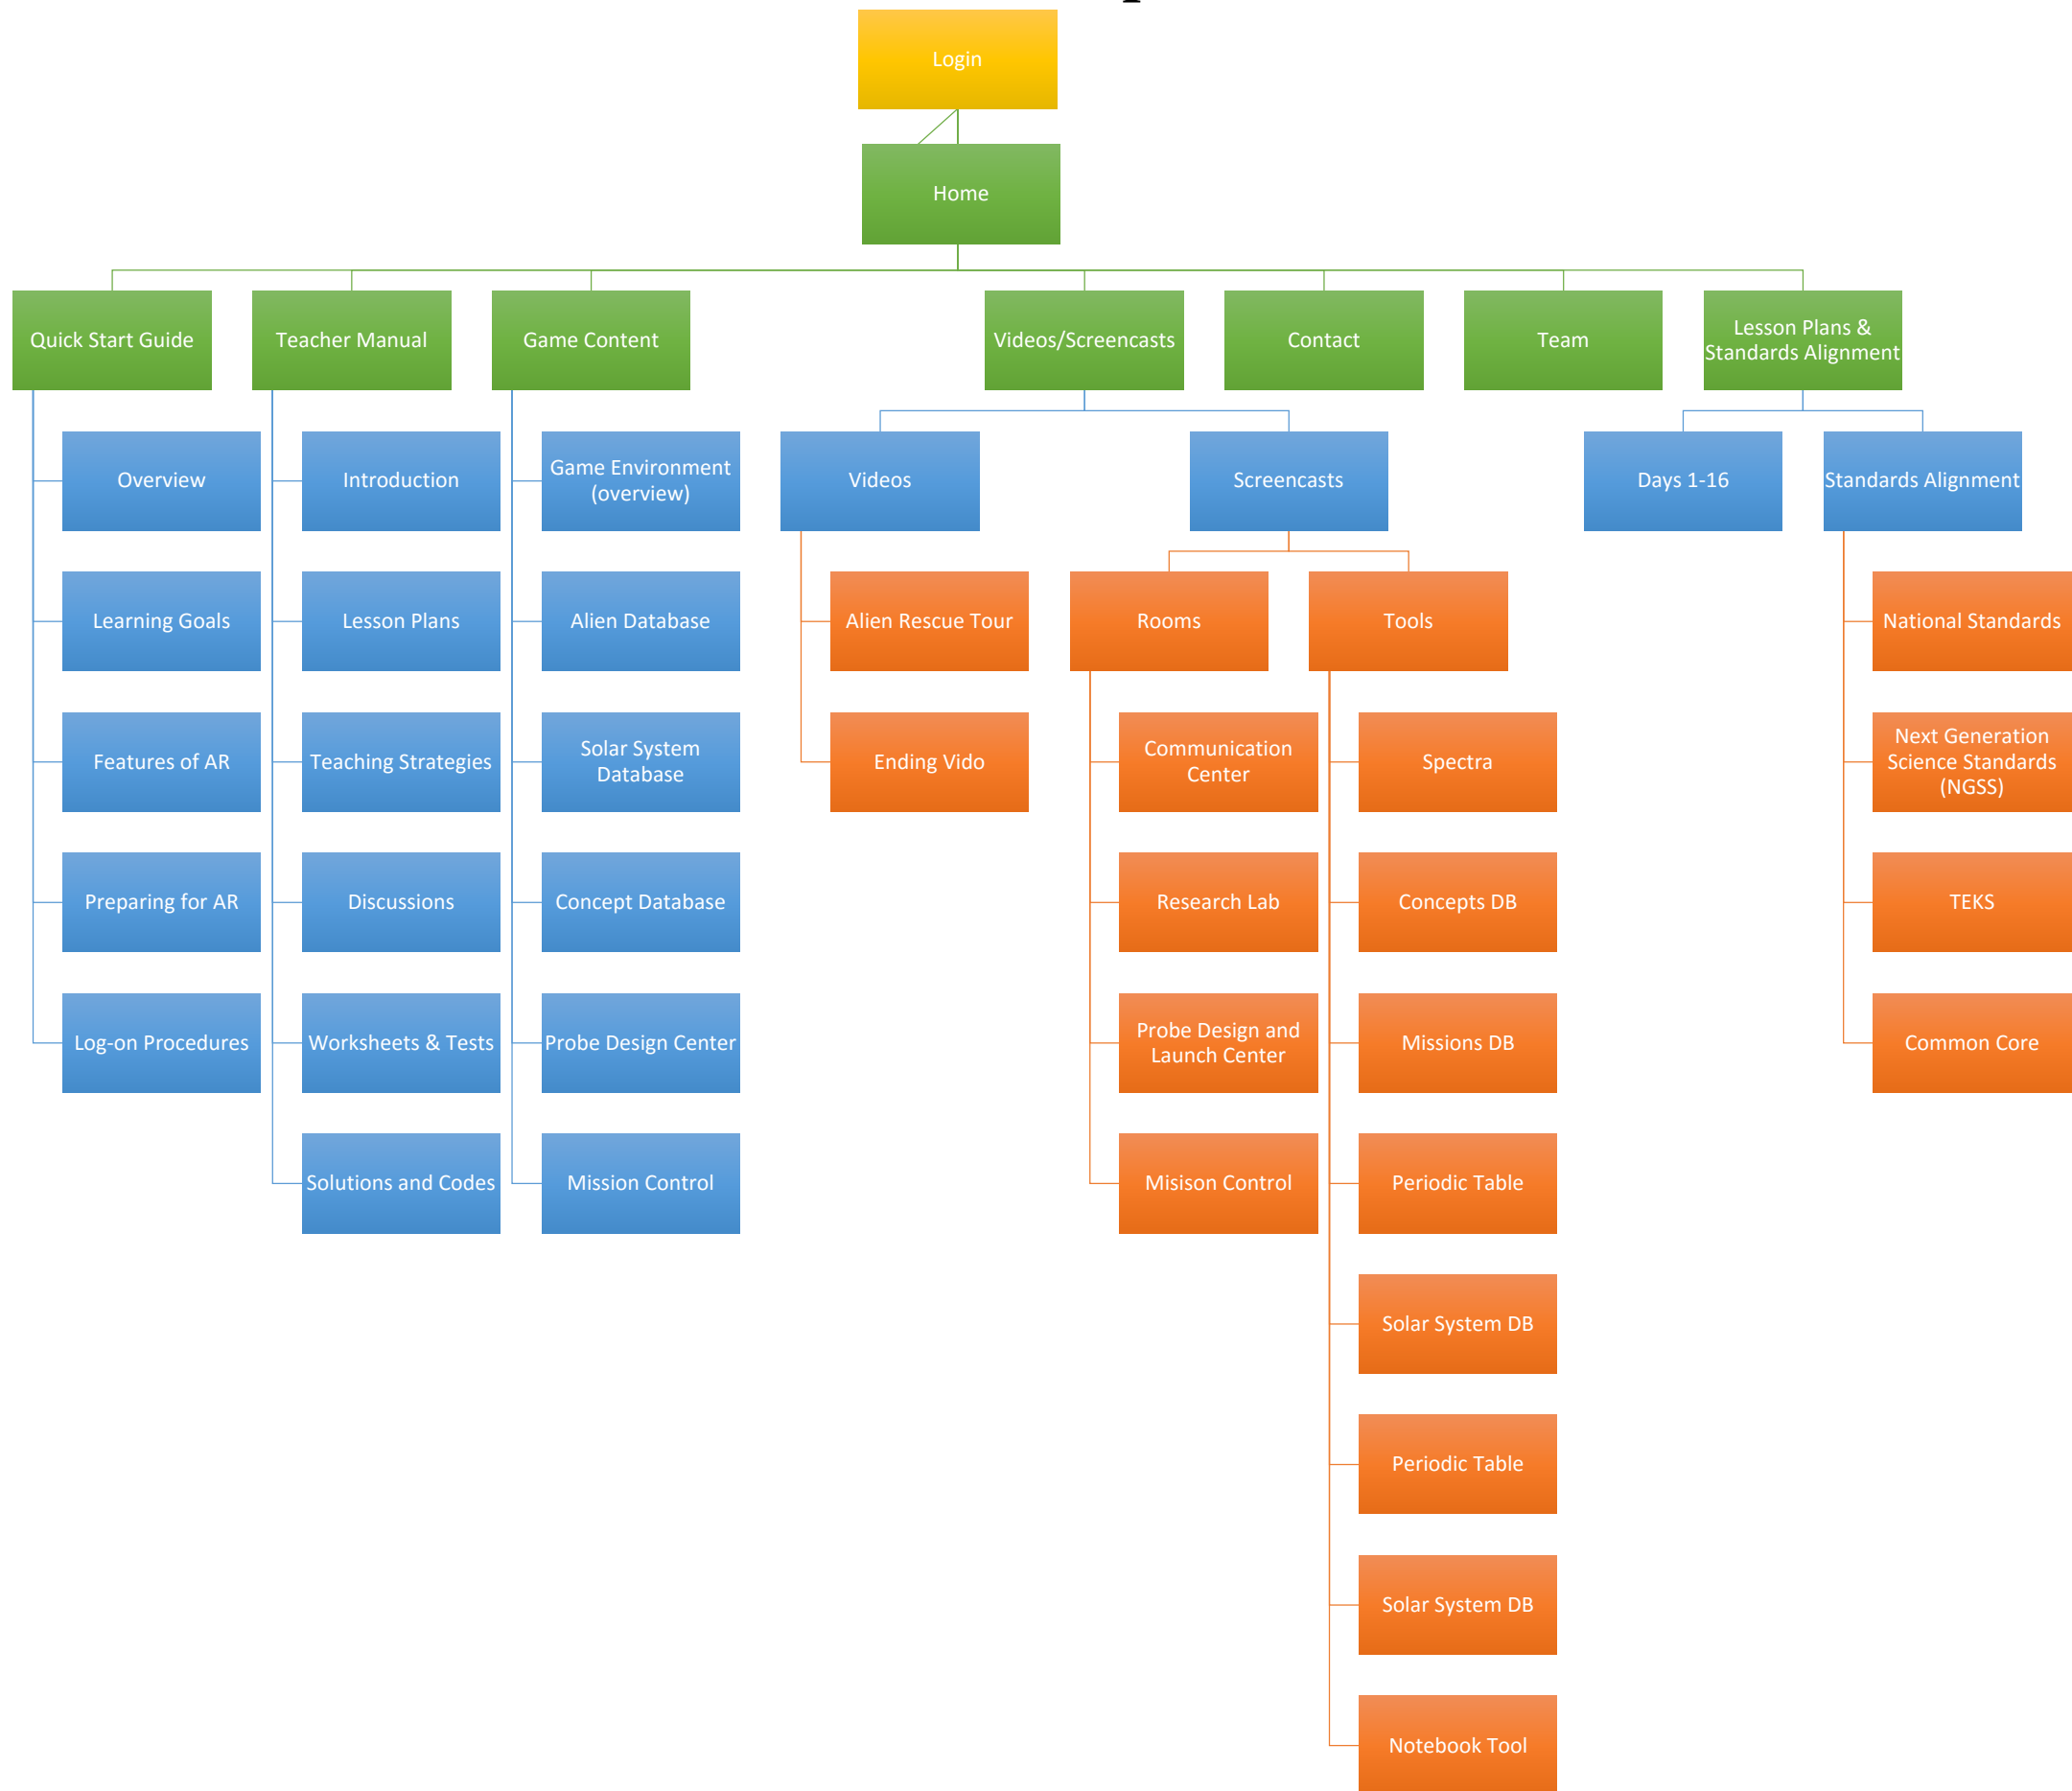 Login
Home
Quick Start Guide
Teacher Manual
Game Content
Videos/Screencasts
Contact
Team
Lesson Plans &
Standards Alignment
Overview
Learning Goals
Features of AR
Preparing for AR
Log-on Procedures
Introduction
Lesson Plans
Teaching Strategies
Discussions
Worksheets & Tests
Solutions and Codes
Game Environment
(overview)
Alien Database
Solar System
Database
Concept Database
Probe Design Center
Mission Control
Videos
Alien Rescue Tour
Ending Vido
Screencasts
Rooms
Communication
Center
Research Lab
Probe Design and
Launch Center
Misison Control
Tools
Spectra
Concepts DB
Missions DB
Periodic Table
Solar System DB
Periodic Table
Solar System DB
Notebook Tool
Days 1-16
Standards Alignment
National Standards
Next Generation
Science Standards
(NGSS)
TEKS
Common Core